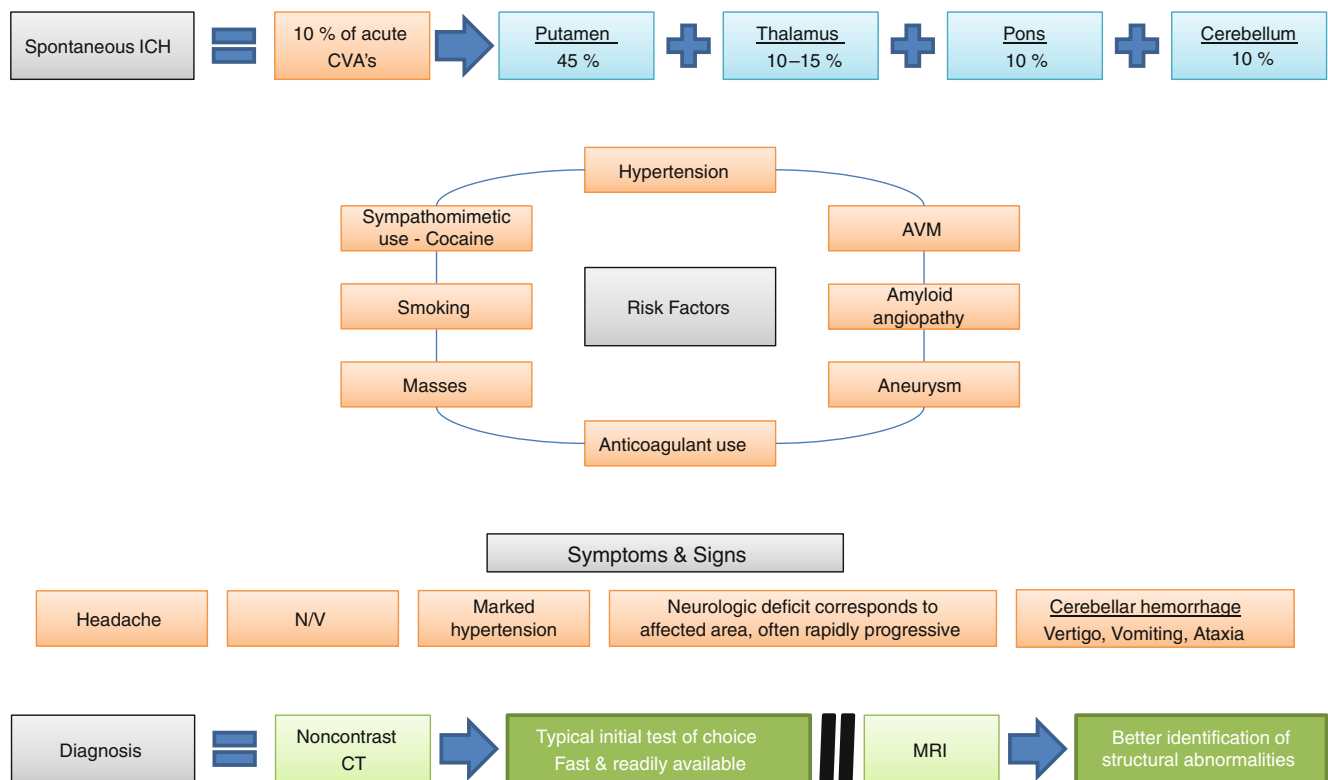 Spontaneous ICH
10 % of acute
CVA's
Putamen
45 %
Thalamus
10–15 %
Pons
10 %
Cerebellum
10 %
Hypertension
Sympathomimetic
use - Cocaine
AVM
Smoking
Risk Factors
Amyloid
angiopathy
Masses
Aneurysm
Anticoagulant use
Symptoms & Signs
Headache
N/V
Marked
hypertension
Neurologic deficit corresponds to
affected area, often rapidly progressive
Cerebellar hemorrhage
Vertigo, Vomiting, Ataxia
Diagnosis
Noncontrast
CT
Typical initial test of choice
Fast & readily available
MRI
Better identification of
structural abnormalities